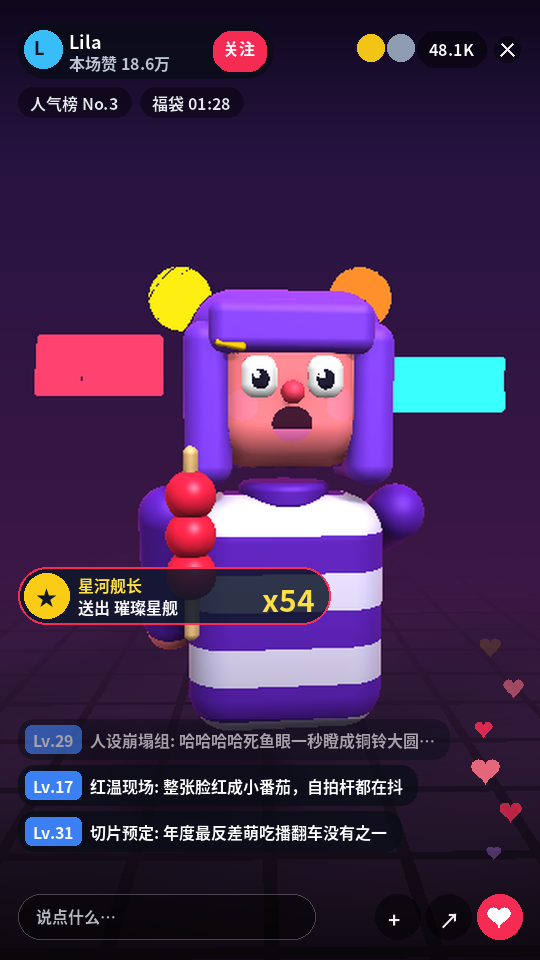 L
Lila
本场赞 18.6万
关注
48.1K
人气榜 No.3
福袋 01:28
星河舰长
送出 璀璨星舰
x54
Lv.29 人设崩塌组: 哈哈哈哈死鱼眼一秒瞪成铜铃大圆…
Lv.17 红温现场: 整张脸红成小番茄，自拍杆都在抖
Lv.31 切片预定: 年度最反差萌吃播翻车没有之一
说点什么…